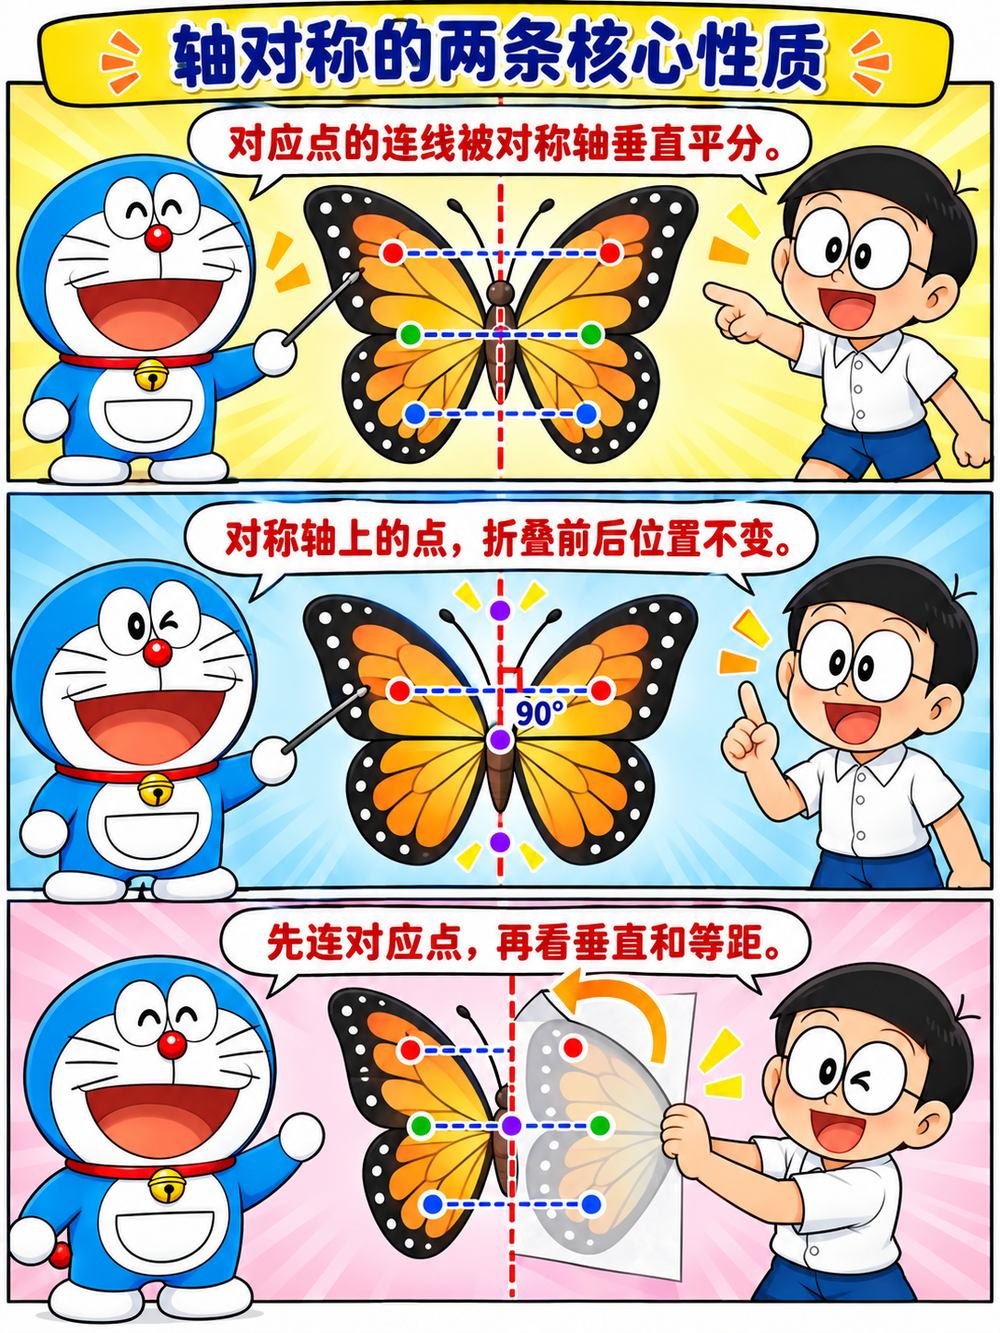 轴对称的两条核心性质
对应点的连线被对称轴垂直平分。
对称轴上的点，折叠前后位置不变。
90°
先连对应点，再看垂直和等距。